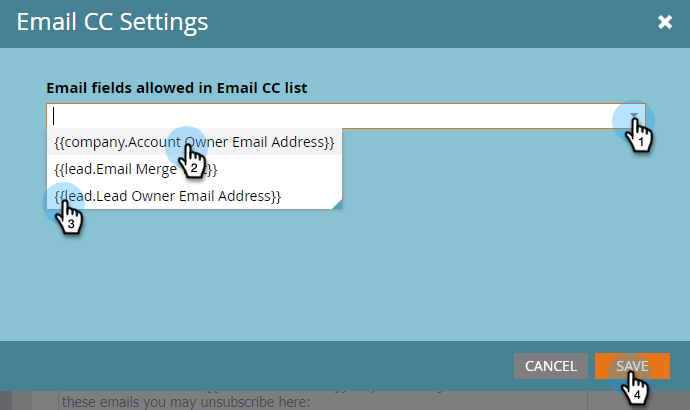 Email CC Settings
Email fields allowed in Email CC list
1
{{company.Account Owner Email Address}}
2
{{lead.Email Merge }}
{{lead.Lead Owner Email Address}}
3
CANCEL
SAVE
4
these emails you may unsubscribe here: